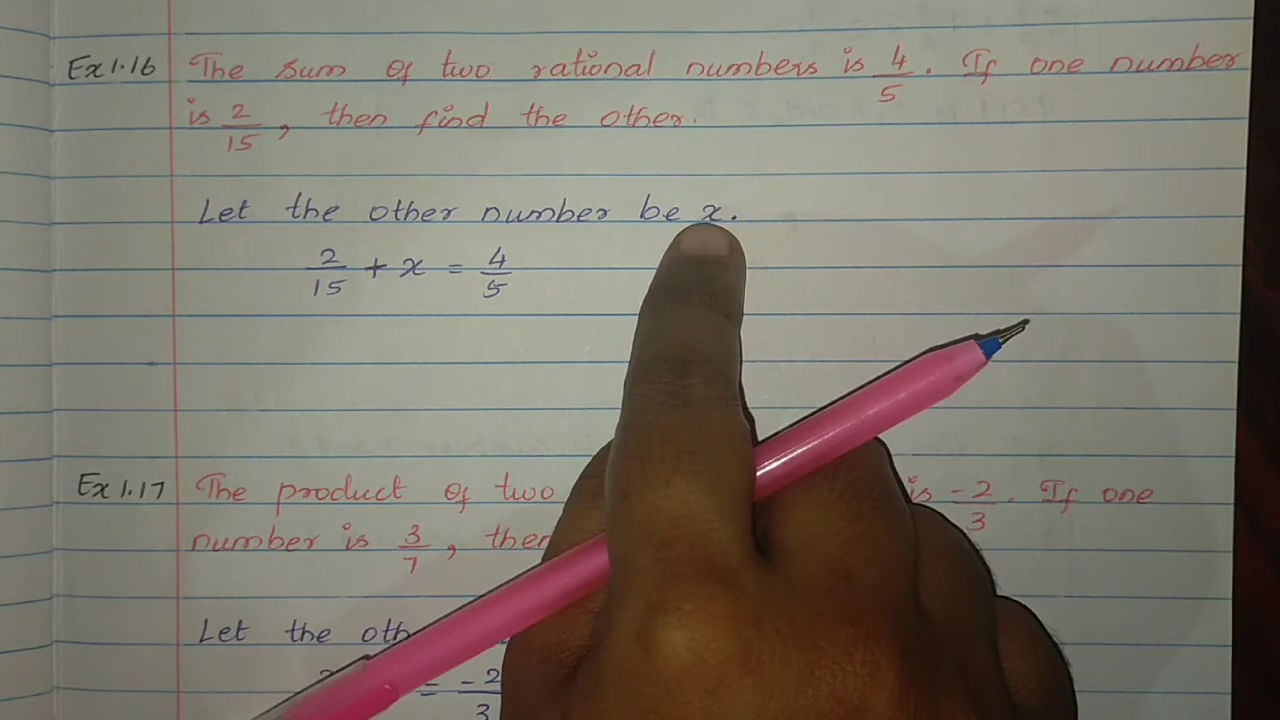 Ex 1.16 The sum of two rational numbers is 4/5. If one number
is 2/15, then find the other.
Let the other number be x.
2/15 + x = 4/5
Ex 1.17 The product of two is -2/3. If one
number is 3/7, then
Let the
= -2/3